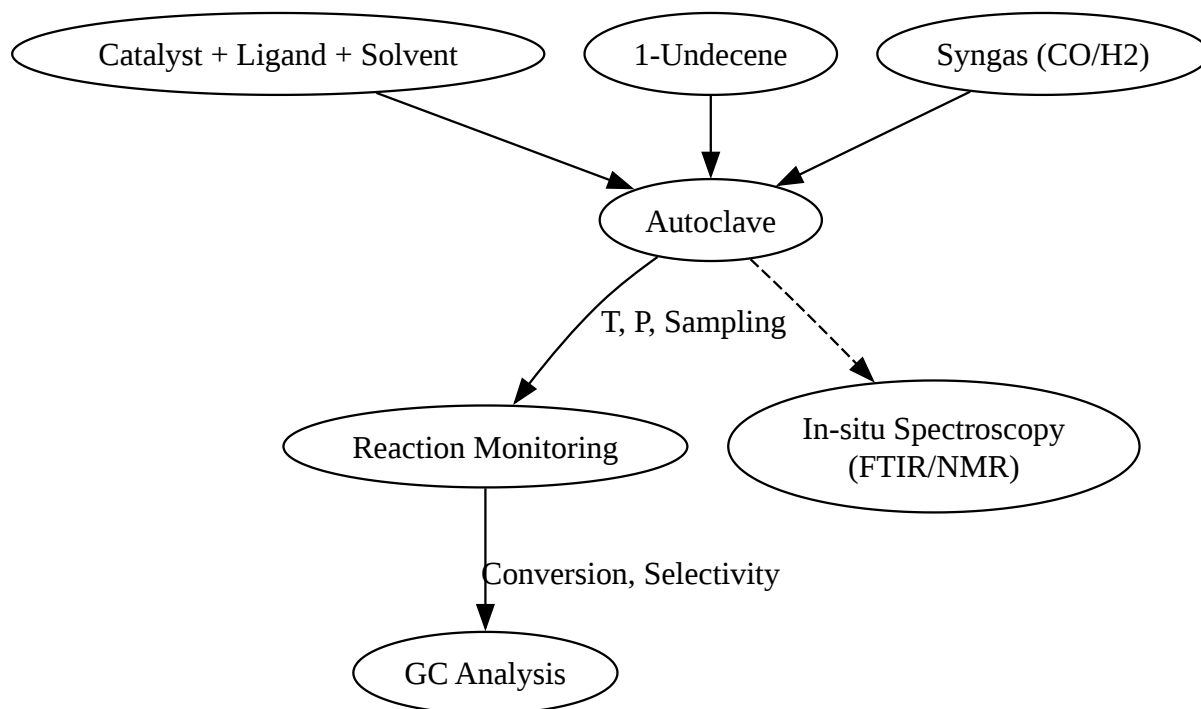 Catalyst + Ligand + Solvent
1-Undecene
Syngas (CO/H2)
Autoclave
T, P, Sampling
Reaction Monitoring
In-situ Spectroscopy
(FTIR/NMR)
Conversion, Selectivity
GC Analysis